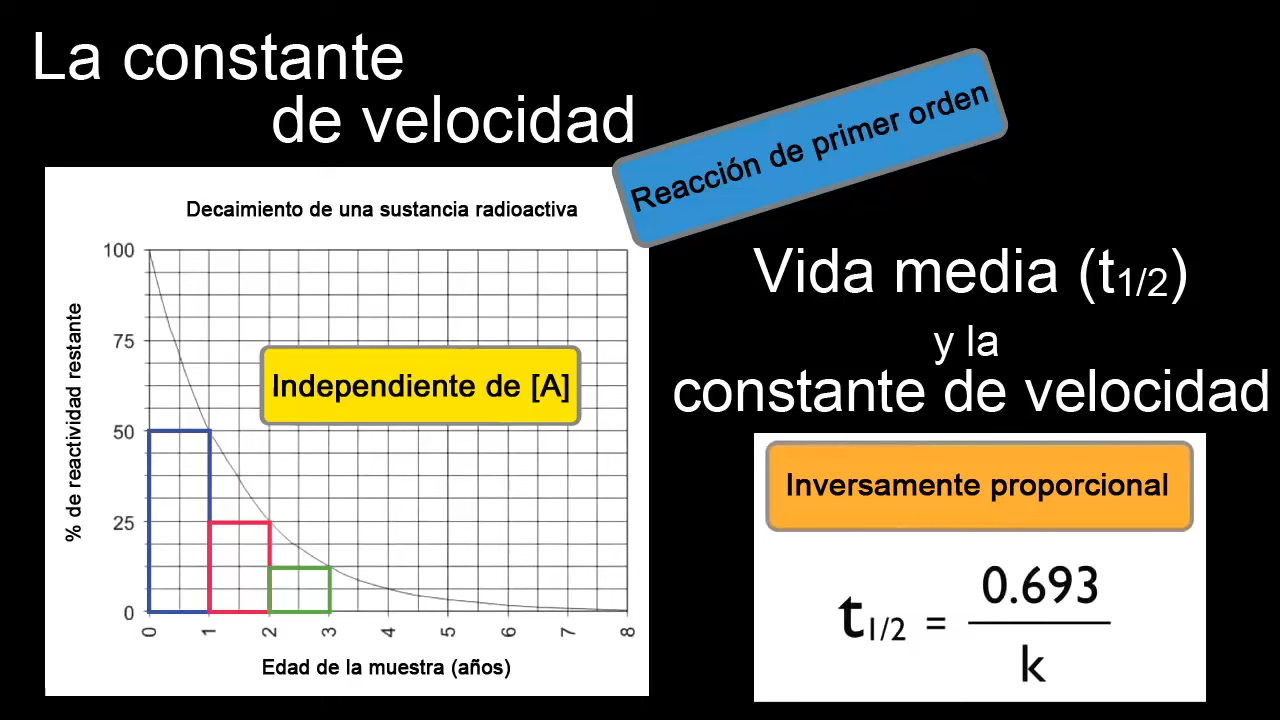 La constante
de velocidad
Reacción de primer orden
Decaimiento de una sustancia radioactiva
% de reactividad restante
100
75
50
25
0
Independiente de [A]
0 1 2 3 4 5 6 7 8
Edad de la muestra (años)
Vida media (t1/2)
y la
constante de velocidad
Inversamente proporcional
t1/2 = 0.693
k